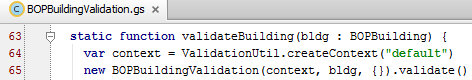 BOPBuildingValidation.gs ×
63 static function validateBuilding(bldg : BOPBuilding) {
64 var context = ValidationUtil.createContext("default")
65 new BOPBuildingValidation(context, bldg, {}).validate()